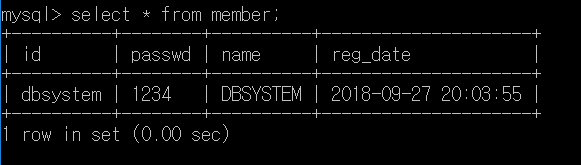 mysql> select * from member;
+----------+--------+----------+---------------------+
| id       | passwd | name     | reg_date            |
+----------+--------+----------+---------------------+
| dbsystem | 1234   | DBSYSTEM | 2018-09-27 20:03:55 |
+----------+--------+----------+---------------------+
1 row in set (0.00 sec)